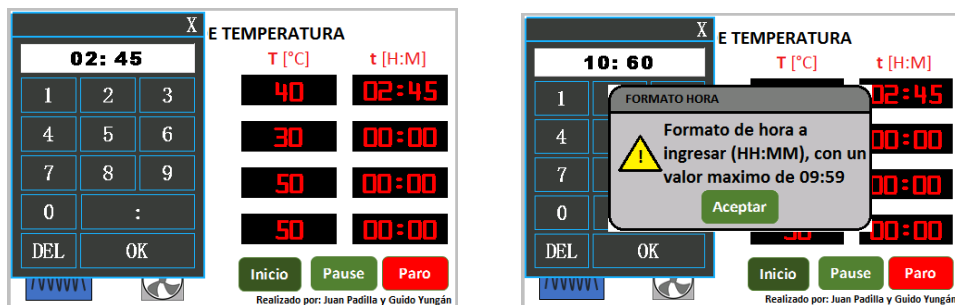 X
E TEMPERATURA
02: 45
T [°C] t [H:M]
1 2 3
40 02:45
4 5 6
30 00:00
7 8 9
50 00:00
0 :
50 00:00
DEL OK
Inicio Pause Paro
Realizado por: Juan Padilla y Guido Yungán
X
E TEMPERATURA
10: 60
T [°C] t [H:M]
1
FORMATO HORA
02:45
Formato de hora a
4
ingresar (HH:MM), con un
00:00
valor maximo de 09:59
7
00:00
Aceptar
0
00:00
DEL OK
Inicio Pause Paro
Realizado por: Juan Padilla y Guido Yungán